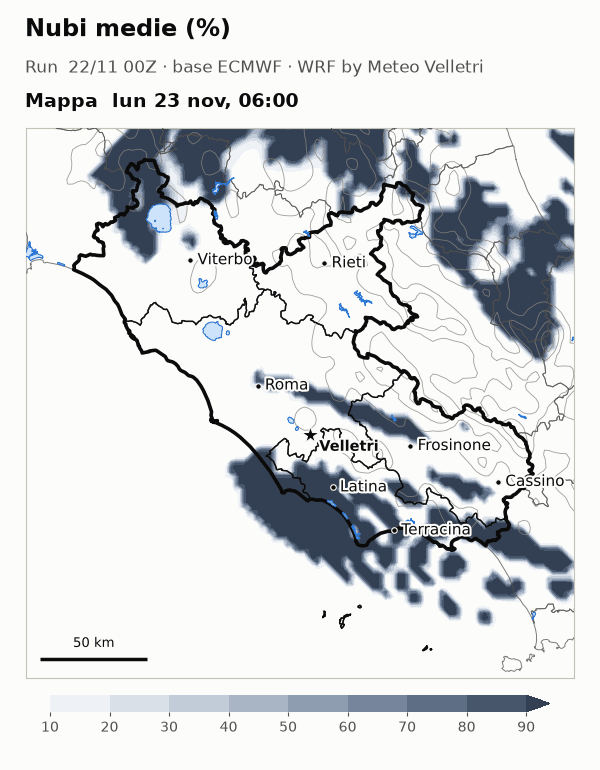 Nubi medie (%)
Run  22/11 00Z · base ECMWF · WRF by Meteo Velletri
Mappa  lun 23 nov, 06:00
Viterbo
Rieti
Roma
Velletri
Frosinone
Latina
Cassino
Terracina
50 km
10 20 30 40 50 60 70 80 90